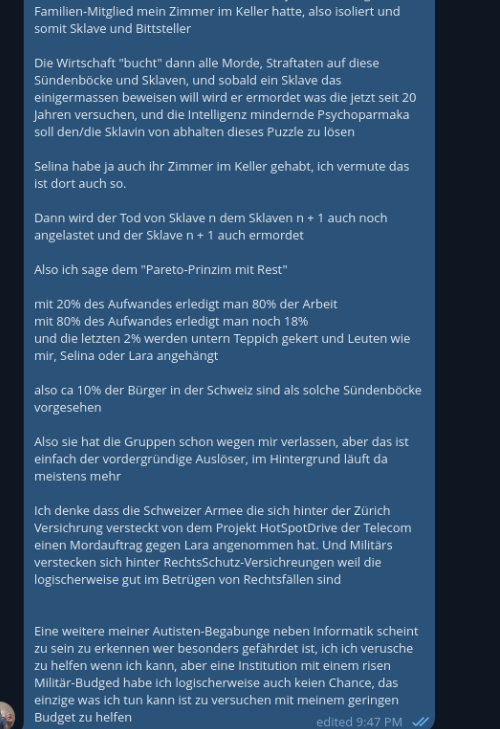 Familien-Mitglied mein Zimmer im Keller hatte, also isoliert und
somit Sklave und Bittsteller
Die Wirtschaft "bucht" dann alle Morde, Straftaten auf diese
Sündenböcke und Sklaven, und sobald ein Sklave das
einigermassen beweisen will wird er ermordet was die jetzt seit 20
Jahren versuchen, und die Intelligenz mindernde Psychoparmaka
soll den/die Sklavin von abhalten dieses Puzzle zu lösen
Selina habe ja auch ihr Zimmer im Keller gehabt, ich vermute das
ist dort auch so.
Dann wird der Tod von Sklave n dem Sklaven n + 1 auch noch
angelastet und der Sklave n + 1 auch ermordet
Also ich sage dem "Pareto-Prinzim mit Rest"
mit 20% des Aufwandes erledigt man 80% der Arbeit
mit 80% des Aufwandes erledigt man noch 18%
und die letzten 2% werden untern Teppich gekert und Leuten wie
mir, Selina oder Lara angehängt
also ca 10% der Bürger in der Schweiz sind als solche Sündenböcke
vorgesehen
Also sie hat die Gruppen schon wegen mir verlassen, aber das ist
einfach der vordergründige Auslöser, im Hintergrund läuft da
meistens mehr
Ich denke dass die Schweizer Armee die sich hinter der Zürich
Versichrung versteckt von dem Projekt HotSpotDrive der Telecom
einen Mordauftrag gegen Lara angenommen hat. Und Militärs
verstecken sich hinter RechtsSchutz-Versichreungen weil die
logischerweise gut im Betrügen von Rechtsfällen sind
Eine weitere meiner Autisten-Begabunge neben Informatik scheint
zu sein zu erkennen wer besonders gefährdet ist, ich ich verusche
zu helfen wenn ich kann, aber eine Institution mit einem risen
Militär-Budged habe ich logischerweise auch keien Chance, das
einzige was ich tun kann ist zu versuchen mit meinem geringen
Budget zu helfen
edited 9:47 PM